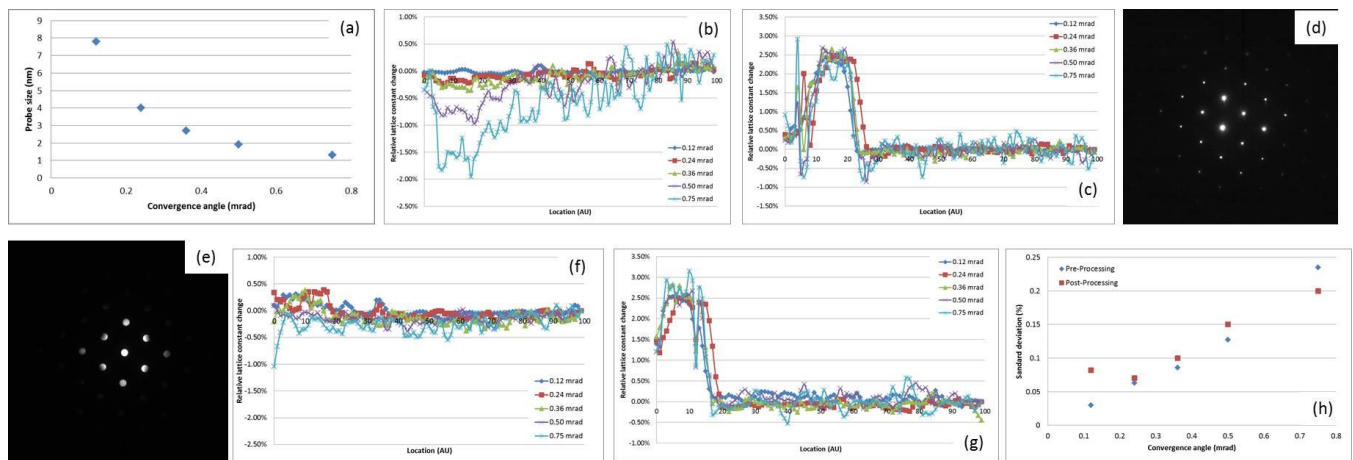 (a)
9
8
7
6
5
4
3
2
1
0
Probe size (nm)
0 0.2 0.4 0.6 0.8
Convergence angle (mrad)
(b)
1.00%
0.50%
0.00%
-0.50%
-1.00%
-1.50%
-2.00%
-2.50%
Relative lattice constant change
0 10 20 30 40 50 60 70 80 90 100
0.12 mrad
0.24 mrad
0.36 mrad
0.50 mrad
0.75 mrad
Location (AU)
3.50%
3.00%
2.50%
2.00%
1.50%
1.00%
0.50%
0.00%
-0.50%
-1.00%
-1.50%
Relative lattice constant change
0.12 mrad
0.24 mrad
0.36 mrad
0.50 mrad
0.75 mrad
0 10 20 30 40 50 60 70 80 90 100
(c)
Location (AU)
(d)
(e)
(f)
1.00%
0.50%
0.00%
-0.50%
-1.00%
-1.50%
-2.00%
-2.50%
Relative lattice constant change
0 10 20 30 40 50 60 70 80 90 100
0.12 mrad
0.24 mrad
0.36 mrad
0.50 mrad
0.75 mrad
Location (AU)
3.50%
3.00%
2.50%
2.00%
1.50%
1.00%
0.50%
0.00%
-0.50%
-1.00%
Relative lattice constant change
0.12 mrad
0.24 mrad
0.36 mrad
0.50 mrad
0.75 mrad
0 10 20 30 40 50 60 70 80 90 100
(g)
Location (AU)
0.25
0.2
0.15
0.1
0.05
0
Sandard deviation (%)
Pre-Processing
Post-Processing
(h)
0 0.1 0.2 0.3 0.4 0.5 0.6 0.7 0.8
Convergence angle (mrad)